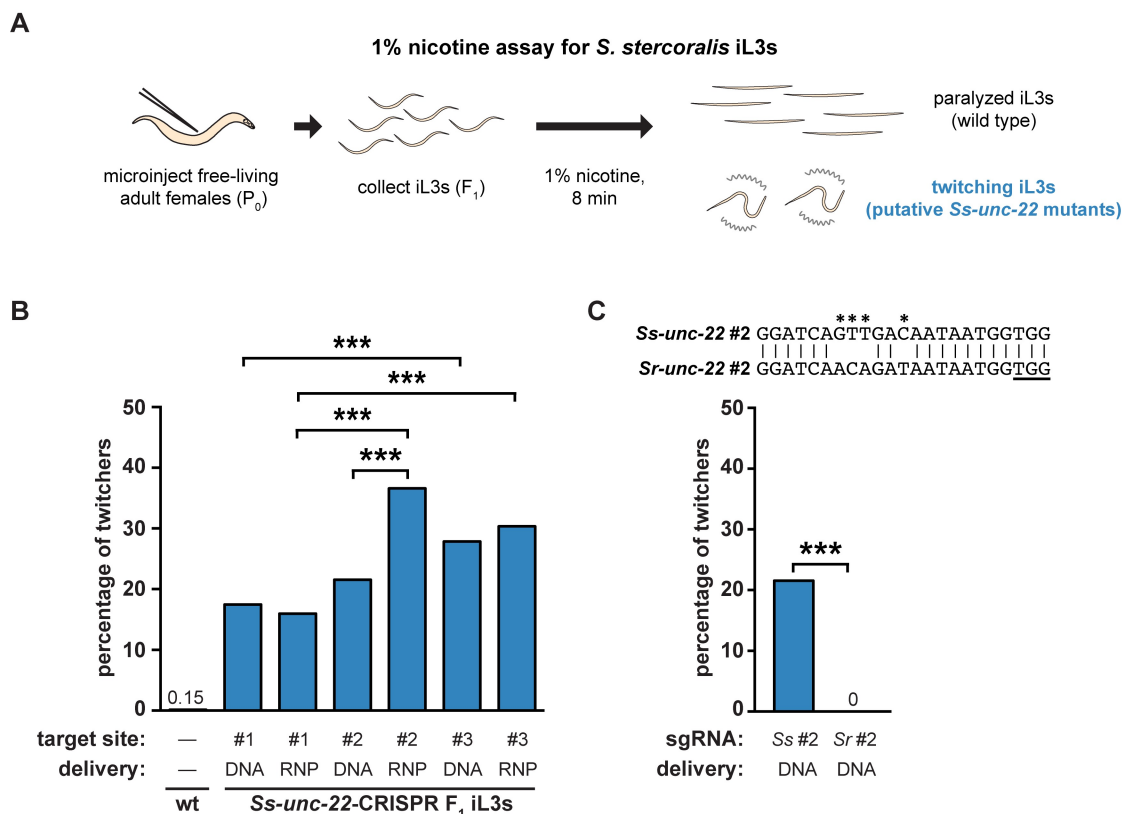 A
1% nicotine assay for S. stercoralis iL3s
microinject free-living
adult females (P0)
collect iL3s (F1)
1% nicotine,
8 min
paralyzed iL3s
(wild type)
twitching iL3s
(putative Ss-unc-22 mutants)
B
***
***
***
***
percentage of twitchers
50
40
30
20
10
0
0.15
target site: — #1 #1 #2 #2 #3 #3
delivery: — DNA RNP DNA RNP DNA RNP
wt Ss-unc-22-CRISPR F1 iL3s
C
*** *
Ss-unc-22 #2 GGATCAGTTGACAATAATGGTGG
Sr-unc-22 #2 GGATCAACAGATAATAATGGTGG
percentage of twitchers
50
40
30
20
10
0
***
0
sgRNA: Ss #2 Sr #2
delivery: DNA DNA